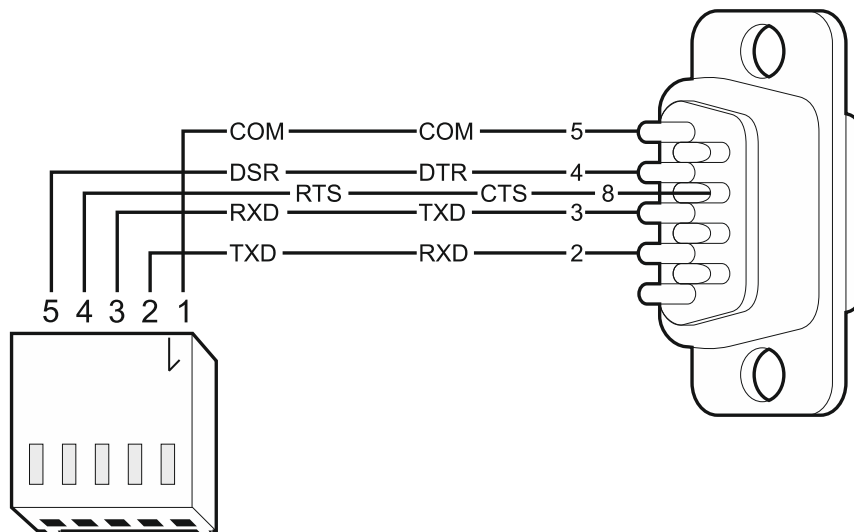 COM COM 5
DSR DTR 4
RTS CTS 8
RXD TXD 3
TXD RXD 2
5 4 3 2 1